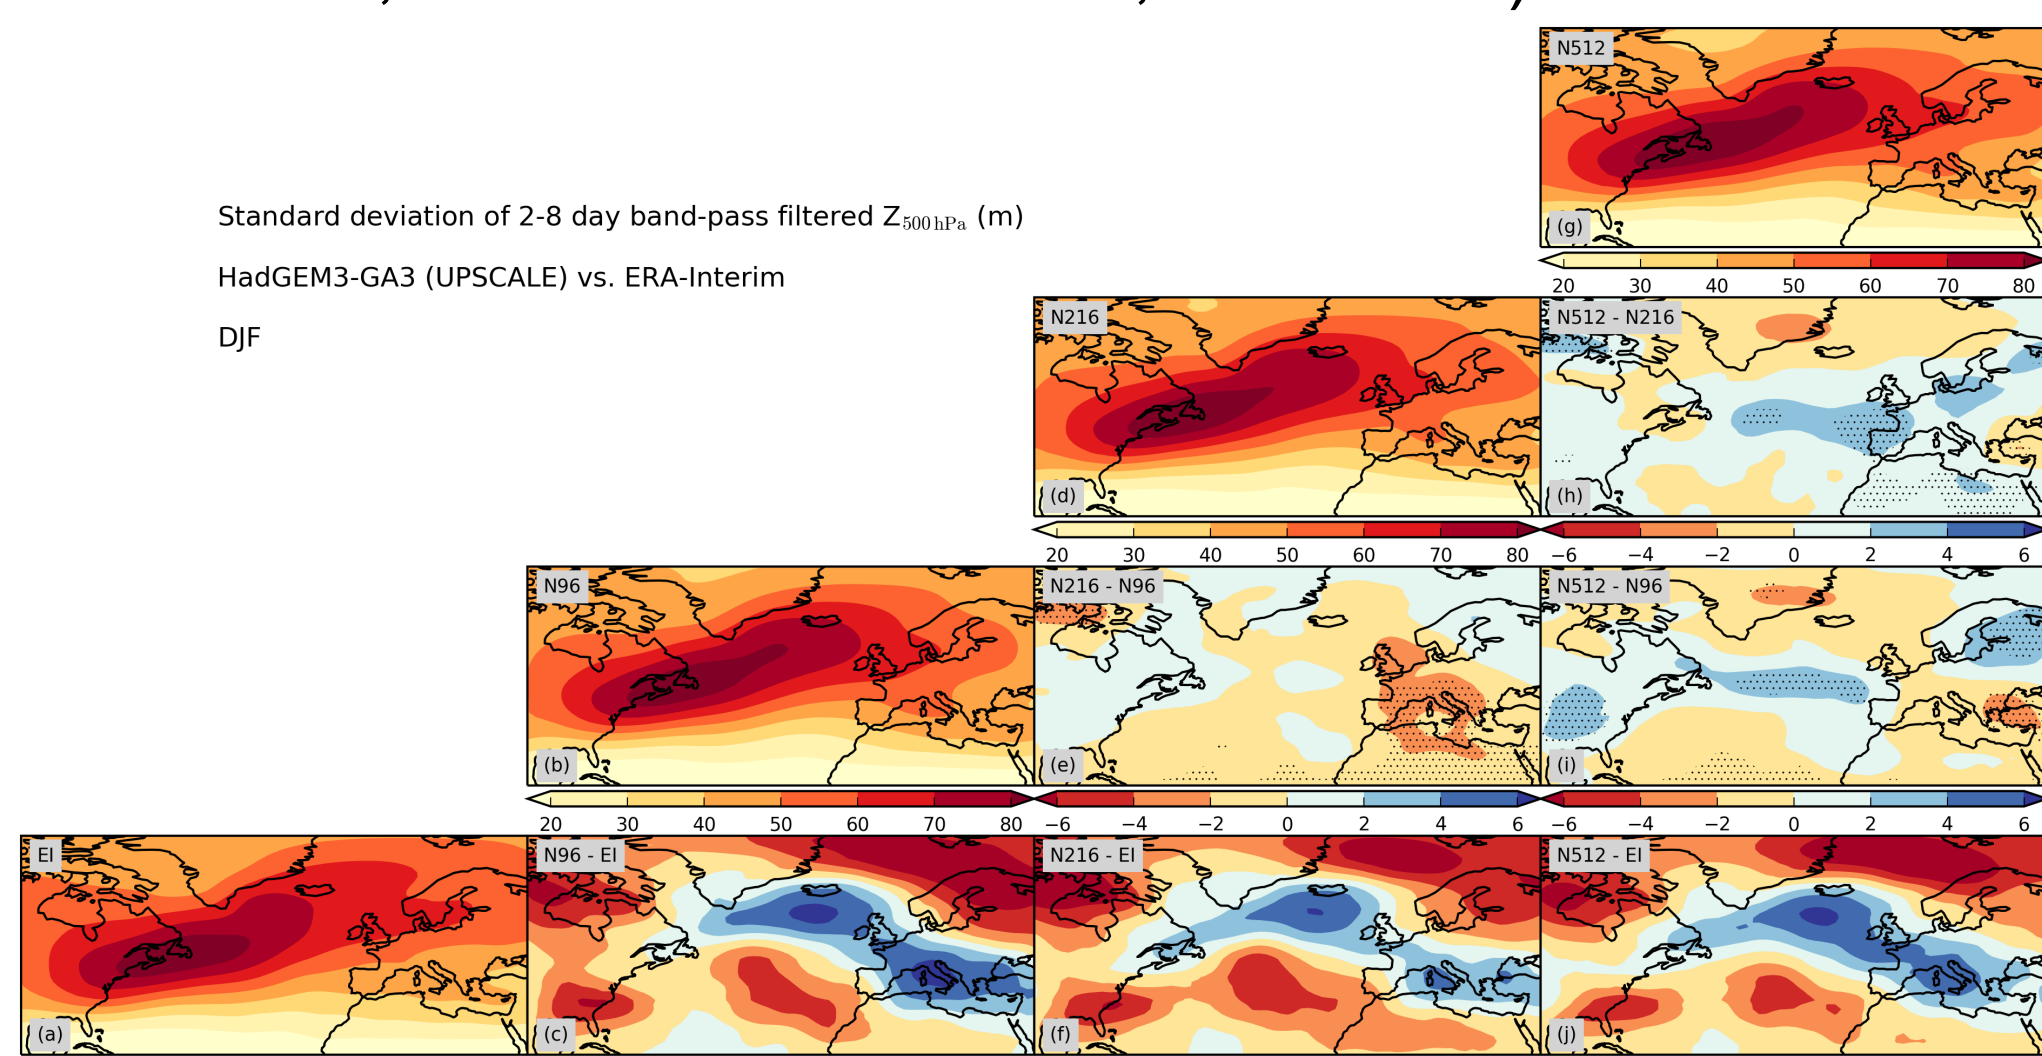 N512
(g)
20 30 40 50 60 70 80
Standard deviation of 2-8 day band-pass filtered Z500 hPa (m)
HadGEM3-GA3 (UPSCALE) vs. ERA-Interim
DJF
N216
N512 - N216
(d)
(h)
20 30 40 50 60 70 80
−6 −4 −2 0 2 4 6
N96
N216 - N96
N512 - N96
(b)
(e)
(i)
20 30 40 50 60 70 80
−6 −4 −2 0 2 4 6
−6 −4 −2 0 2 4 6
EI
N96 - EI
N216 - EI
N512 - EI
(a)
(c)
(f)
(j)